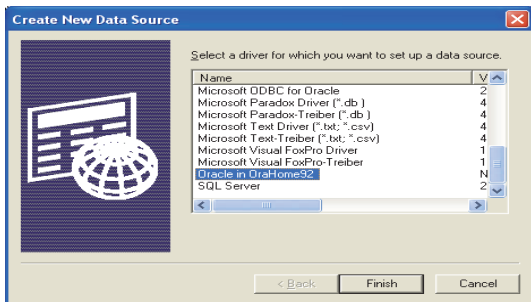 Create New Data Source
Select a driver for which you want to set up a data source.
Name V
Microsoft ODBC for Oracle 2
Microsoft Paradox Driver (*.db ) 4
Microsoft Paradox-Treiber (*.db ) 4
Microsoft Text Driver (*.txt; *.csv) 4
Microsoft Text-Treiber (*.txt; *.csv) 4
Microsoft Visual FoxPro Driver 1
Microsoft Visual FoxPro-Treiber 1
Oracle in OraHome92 N
SQL Server 2
< Back Finish Cancel